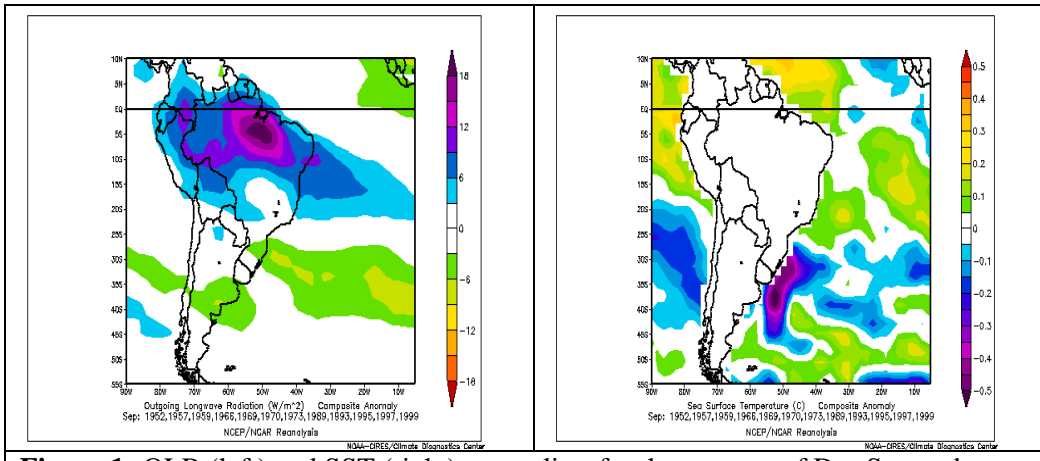 10N
5N
EQ
5S
10S
15S
20S
25S
30S
35S
40S
45S
50S
55S
90W 80W 70W 60W 50W 40W 30W 20W 10W
18
12
6
0
-6
-12
-18
Outgoing Longwave Radiation (W/m^2) Composite Anomaly
Sep: 1952,1957,1959,1966,1969,1970,1973,1989,1993,1995,1997,1999
NCEP/NCAR Reanalysis
NOAA-CIRES/Climate Diagnostics Center
10N
5N
EQ
5S
10S
15S
20S
25S
30S
35S
40S
45S
50S
55S
90W 80W 70W 60W 50W 40W 30W 20W 10W
0.5
0.4
0.3
0.2
0.1
0
-0.1
-0.2
-0.3
-0.4
-0.5
Sea Surface Temperature (C) Composite Anomaly
Sep: 1952,1957,1959,1966,1969,1970,1973,1989,1993,1995,1997,1999
NCEP/NCAR Reanalysis
NOAA-CIRES/Climate Diagnostics Center
Figure 1. OLR (left) and SST (right) anomalies for the of Dry